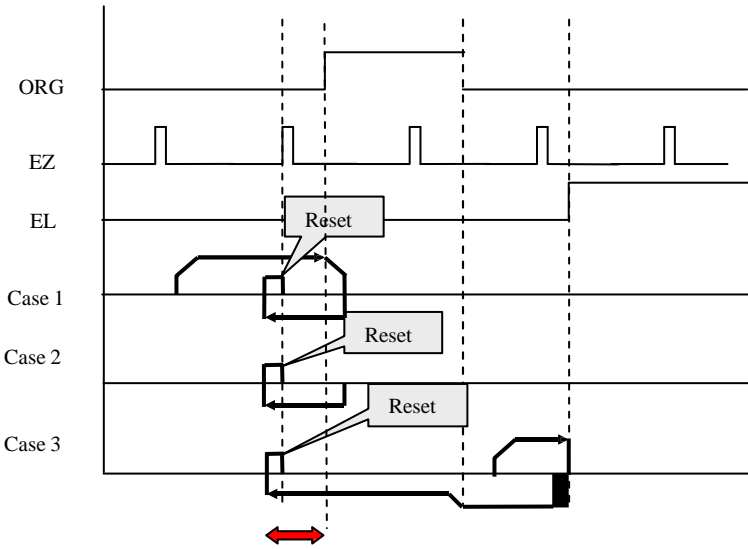 ORG
EZ
EL
Reset
Case 1
Reset
Case 2
Reset
Case 3